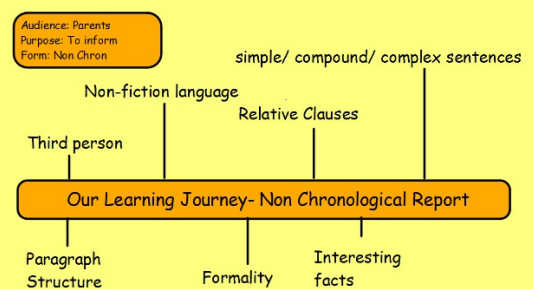 Audience: Parents
Purpose: To inform
Form: Non Chron
simple/ compound/ complex sentences
Non-fiction language
Relative Clauses
Third person
Our Learning Journey- Non Chronological Report
Paragraph
Structure
Formality
Interesting
facts